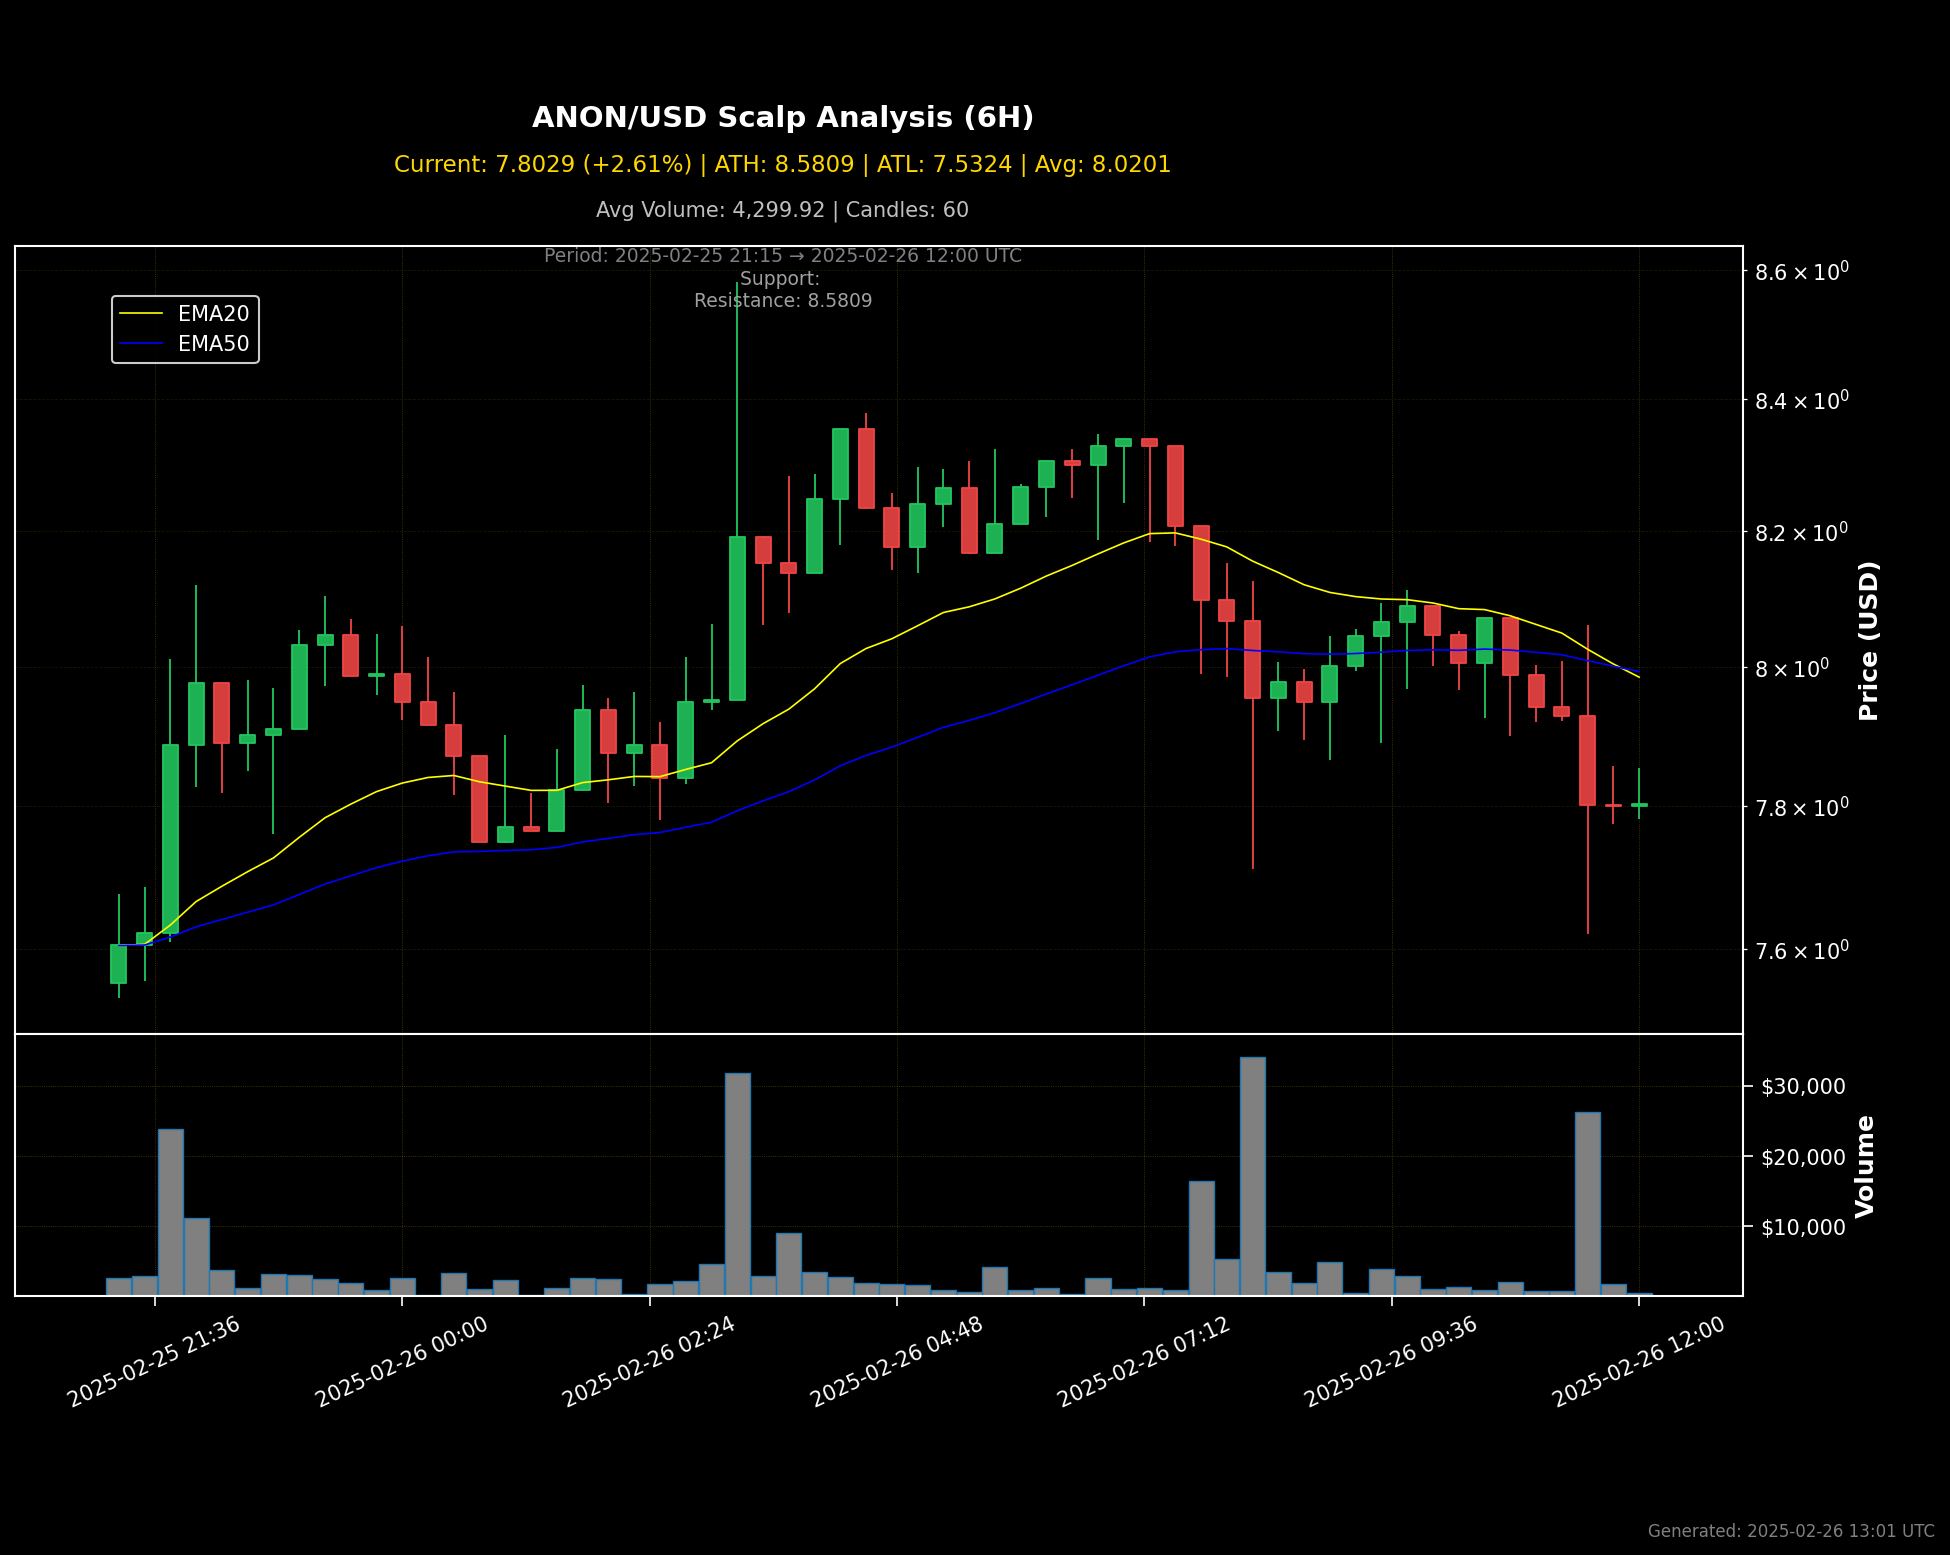 ANON/USD Scalp Analysis (6H)
Current: 7.8029 (+2.61%) | ATH: 8.5809 | ATL: 7.5324 | Avg: 8.0201
Avg Volume: 4,299.92 | Candles: 60
Period: 2025-02-25 21:15 → 2025-02-26 12:00 UTC
Support:
Resistance: 8.5809
EMA20
EMA50
8.6 × 10⁰
8.4 × 10⁰
8.2 × 10⁰
8 × 10⁰
7.8 × 10⁰
7.6 × 10⁰
Price (USD)
$30,000
$20,000
$10,000
Volume
2025-02-25 21:36
2025-02-26 00:00
2025-02-26 02:24
2025-02-26 04:48
2025-02-26 07:12
2025-02-26 09:36
2025-02-26 12:00
Generated: 2025-02-26 13:01 UTC